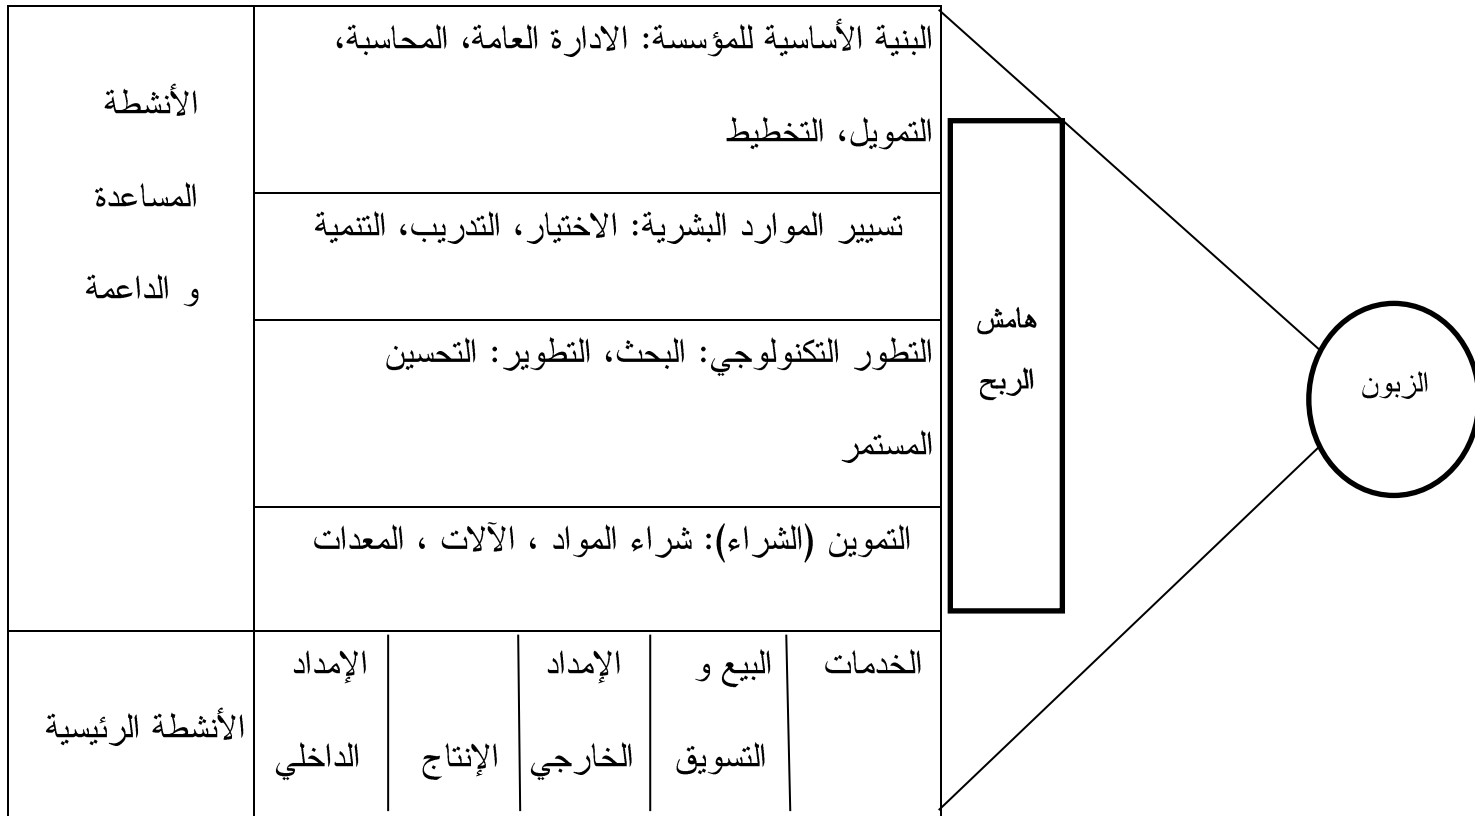 الأنشطة
المساعدة
و الداعمة
البنية الأساسية للمؤسسة: الادارة العامة، المحاسبة،
التمويل، التخطيط
تسيير الموارد البشرية: الاختيار، التدريب، التنمية
التطور التكنولوجي: البحث، التطوير: التحسين
المستمر
التموين (الشراء): شراء المواد ، الآلات ، المعدات
الأنشطة الرئيسية
الإمداد
الداخلي
الإنتاج
الإمداد
الخارجي
البيع و
التسويق
الخدمات
هامش
الربح
الزبون